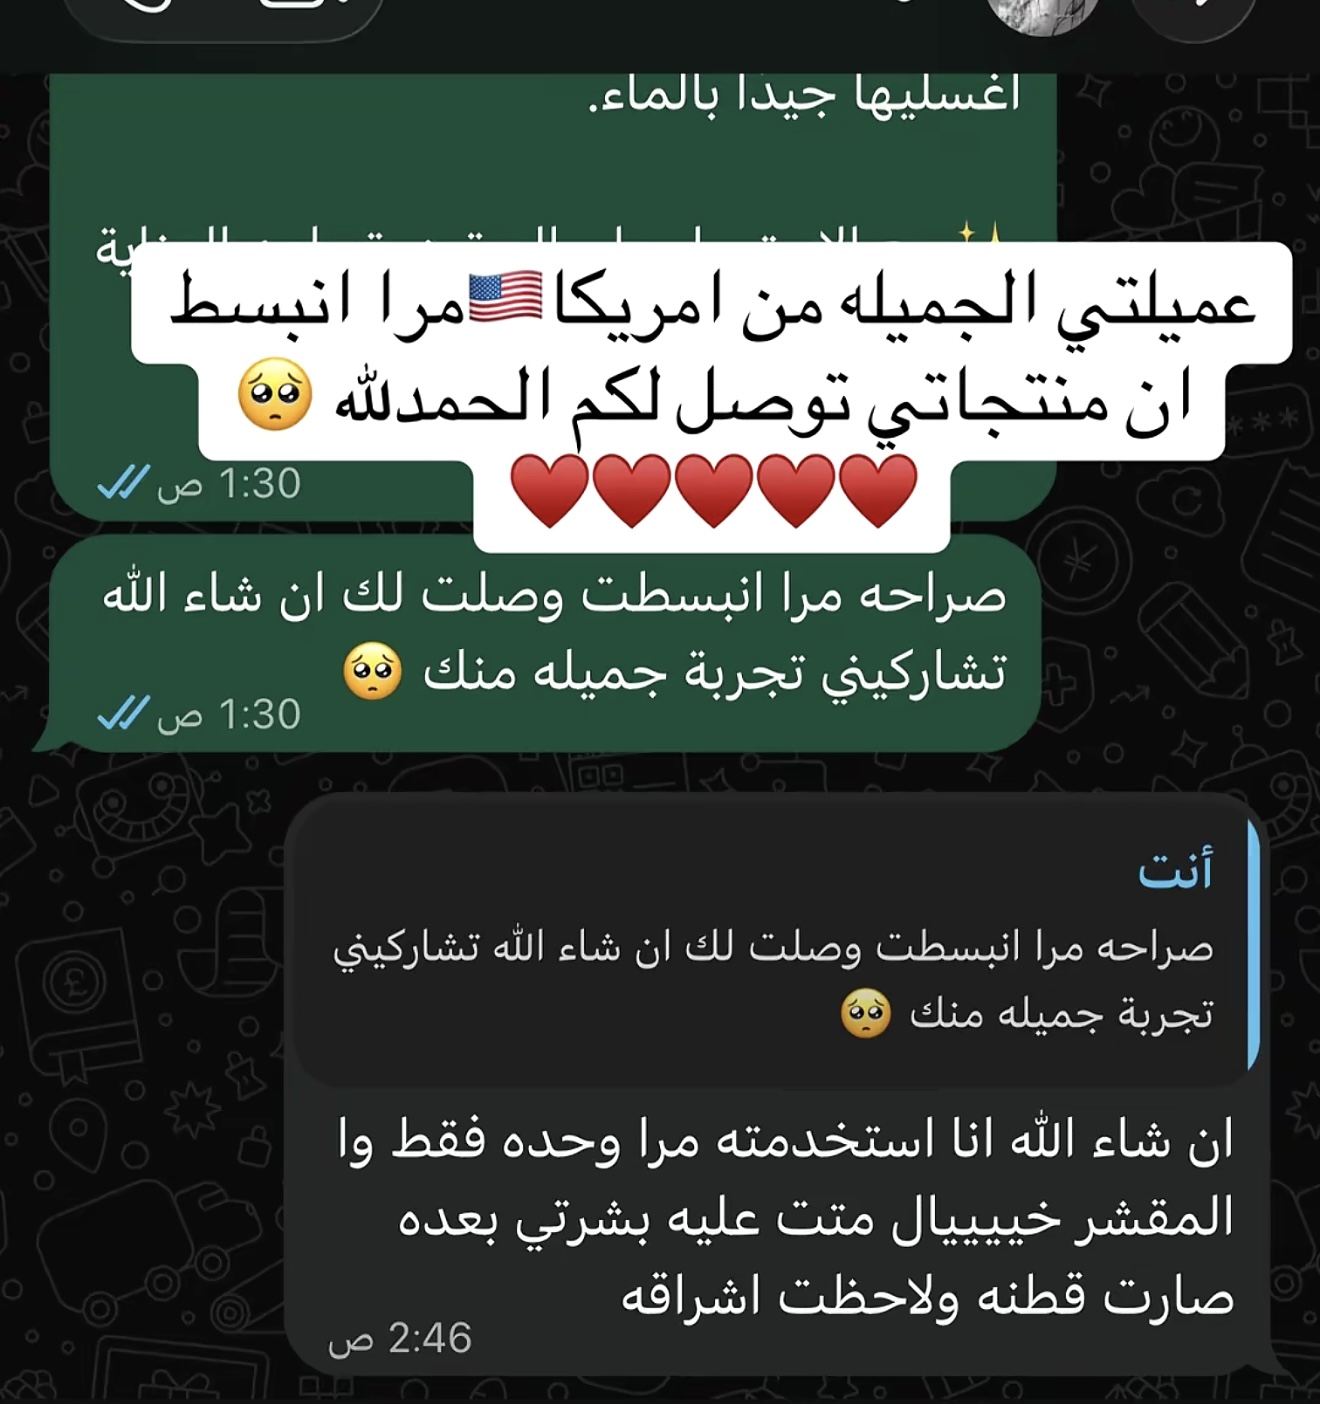 اغسليها جيدًا بالماء.
✨
عميلتي الجميله من امريكا🇺🇸مرا انبسط
ان منتجاتي توصل لكم الحمدلله 🥺
♥️♥️♥️♥️♥️
1:30 ص
صراحه مرا انبسطت وصلت لك ان شاء الله
تشاركيني تجربة جميله منك 🥺
1:30 ص
أنت
صراحه مرا انبسطت وصلت لك ان شاء الله تشاركيني
تجربة جميله منك 🥺
ان شاء الله انا استخدمته مرا وحده فقط وا
المقشر خيييييال متت عليه بشرتي بعده
صارت قطنه ولاحظت اشراقه
2:46 ص